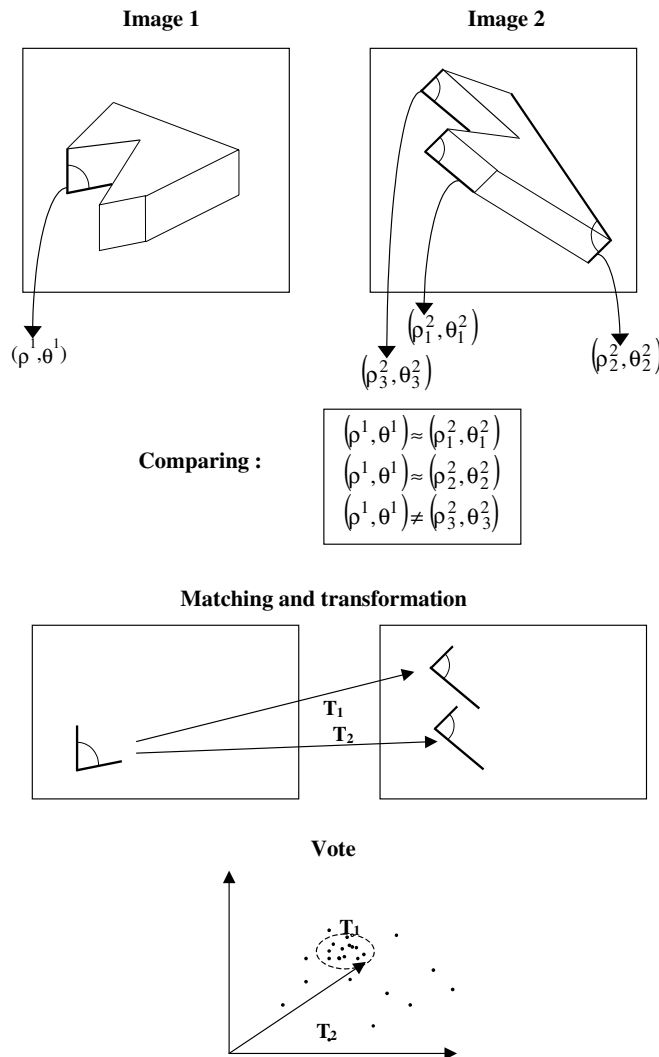 Image 1 Image 2
(ρ¹,θ¹)
(ρ₁²,θ₁²)
(ρ₃²,θ₃²) (ρ₂²,θ₂²)
Comparing :
(ρ¹,θ¹)≈(ρ₁²,θ₁²)
(ρ¹,θ¹)≈(ρ₂²,θ₂²)
(ρ¹,θ¹)≠(ρ₃²,θ₃²)
Matching and transformation
T₁
T₂
Vote
T₁
T₂